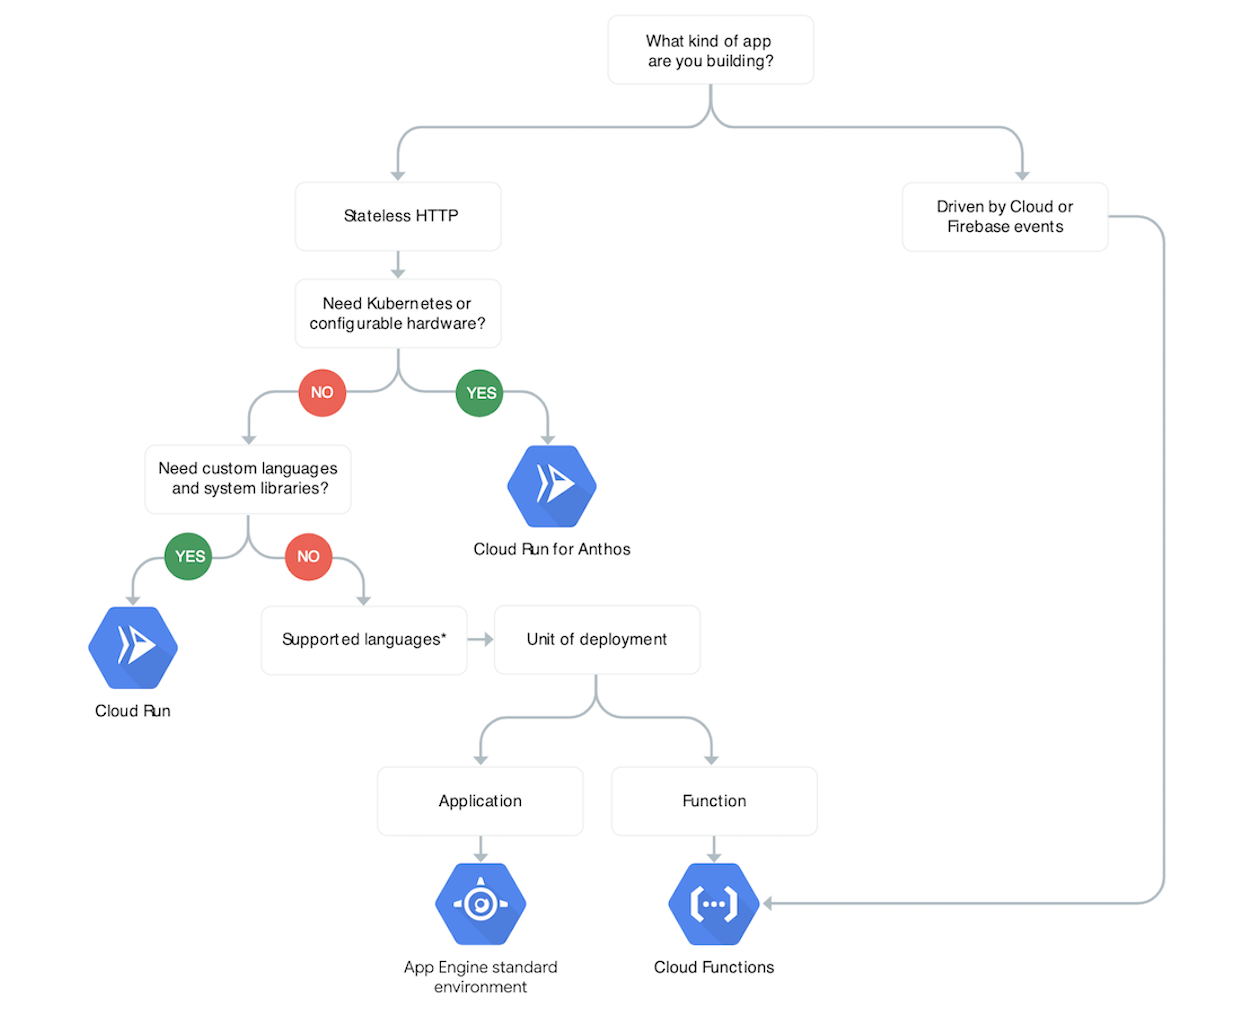 What kind of app
are you building?
Stateless HTTP
Driven by Cloud or
Firebase events
Need Kubernetes or
configurable hardware?
NO
YES
Need custom languages
and system libraries?
Cloud Run for Anthos
YES
NO
Supported languages*
Unit of deployment
Cloud Run
Application
Function
App Engine standard
environment
Cloud Functions